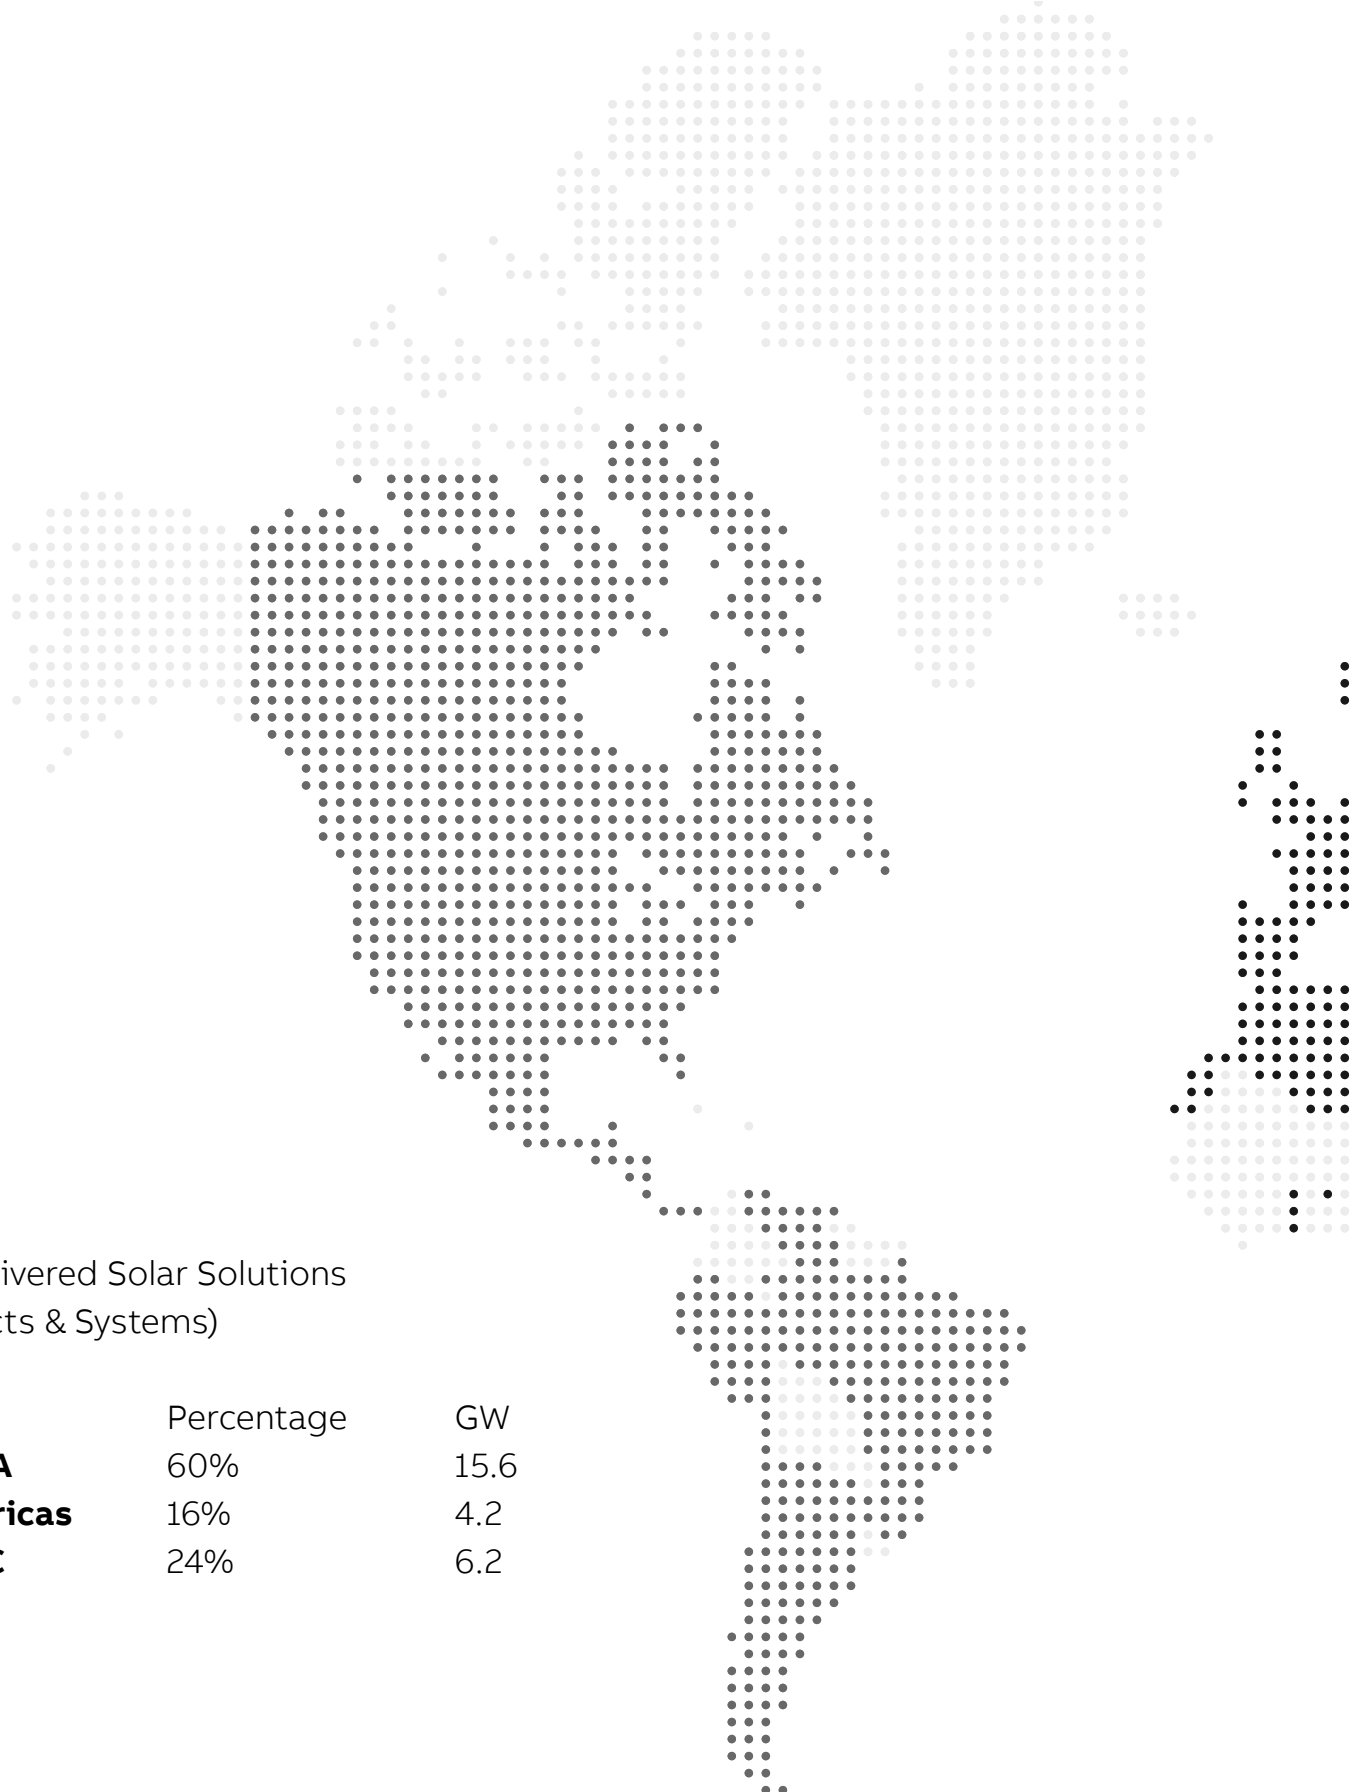 ivered Solar Solutions
cts & Systems)
Percentage GW
A 60% 15.6
ricas 16% 4.2
C 24% 6.2